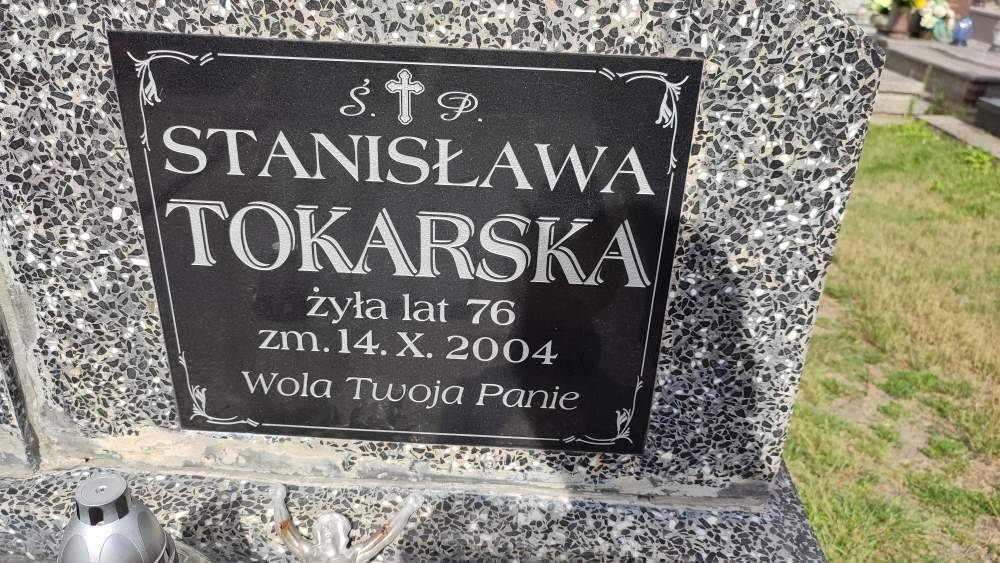 Ś. P.
STANISŁAWA
TOKARSKA
żyła lat 76
zm. 14. X. 2004
Wola Twoja Panie